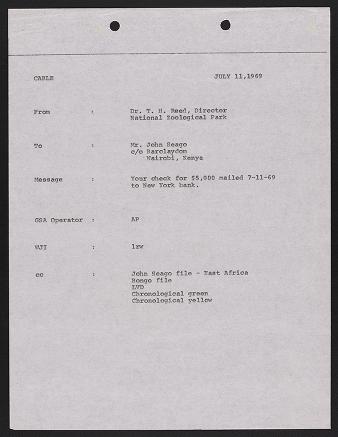 CABLE JULY 11,1969
From : Dr. T. H. Reed, Director
National Zoological Park
To : Mr. John Seago
c/o Barclaydom
Nairobi, Kenya
Message : Your check for $5,000 mailed 7-11-69
to New York bank.
GSA Operator : AP
WJI : lrw
cc : John Seago file - East Africa
Bongo file
LVD
Chronological green
Chronological yellow